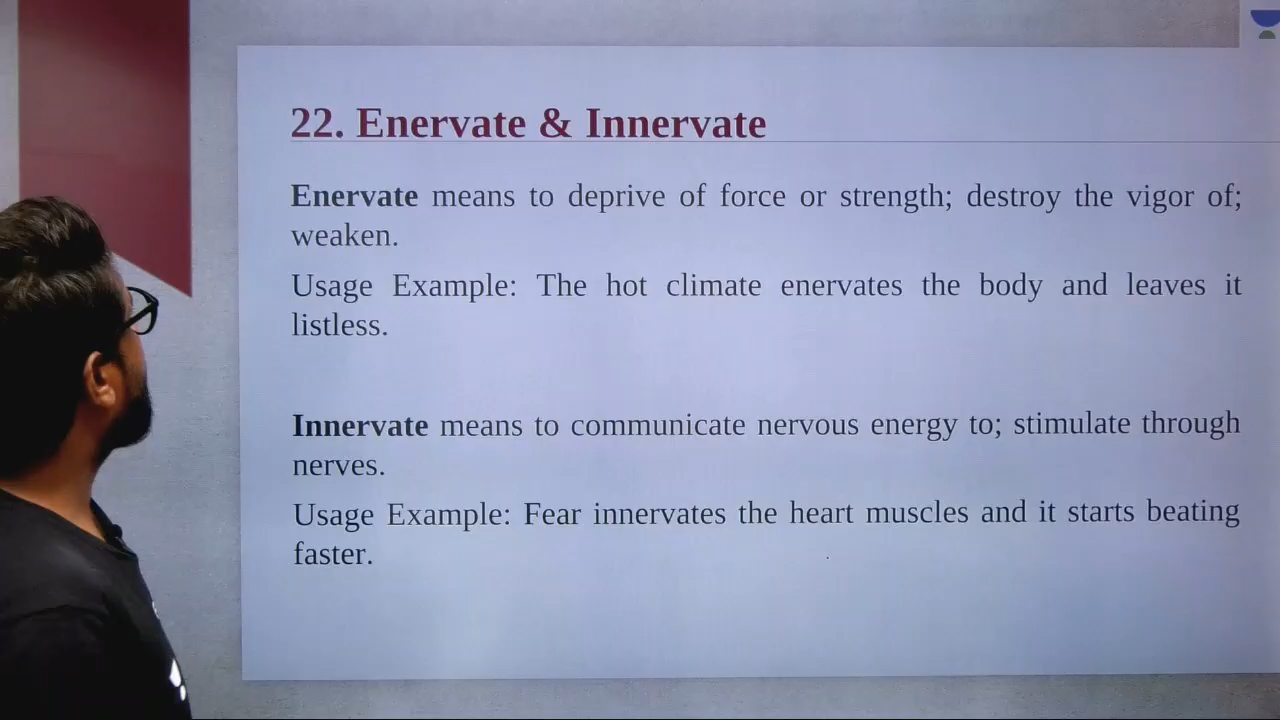 22. Enervate & Innervate
Enervate means to deprive of force or strength; destroy the vigor of;
weaken.
Usage Example: The hot climate enervates the body and leaves it
listless.
Innervate means to communicate nervous energy to; stimulate through
nerves.
Usage Example: Fear innervates the heart muscles and it starts beating
faster.